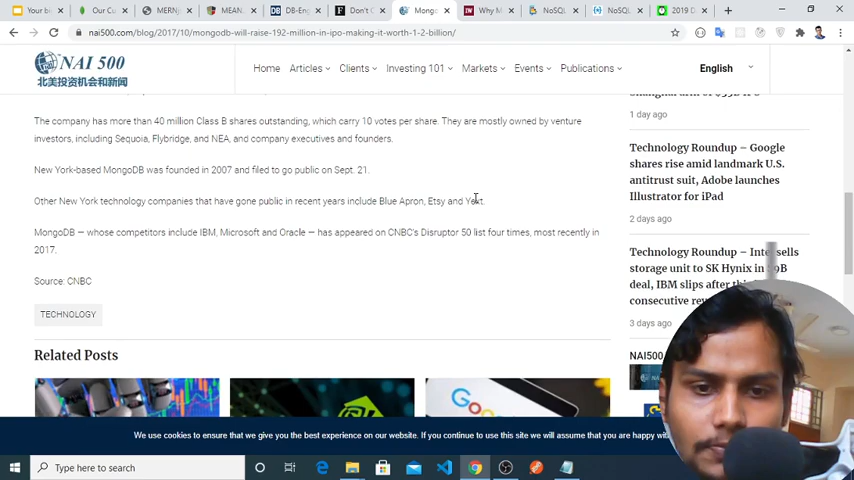 Your bi
Our Cu
MERNj
MEAN.
DB-Eng
Don't C
Mongo
Why M
NoSQL
NoSQL
2019 D
nai500.com/blog/2017/10/mongodb-will-raise-192-million-in-ipo-making-it-worth-1-2-billion/
NAI 500
北美投资机会和新闻
Home Articles Clients Investing 101 Markets Events Publications English
The company has more than 40 million Class B shares outstanding, which carry 10 votes per share. They are mostly owned by venture
investors, including Sequoia, Flybridge, and NEA, and company executives and founders.
New York-based MongoDB was founded in 2007 and filed to go public on Sept. 21.
Other New York technology companies that have gone public in recent years include Blue Apron, Etsy and Yext.
MongoDB — whose competitors include IBM, Microsoft and Oracle — has appeared on CNBC's Disruptor 50 list four times, most recently in
2017.
Source: CNBC
TECHNOLOGY
Related Posts
Google
1 day ago
Technology Roundup – Google
shares rise amid landmark U.S.
antitrust suit, Adobe launches
Illustrator for iPad
2 days ago
Technology Roundup – Intel sells
storage unit to SK Hynix in
deal, IBM slips after
consecutive
3 days ago
NAI500
We use cookies to ensure that we give you the best experience on our website. If you continue to use this site we will assume that you are happy
Type here to search